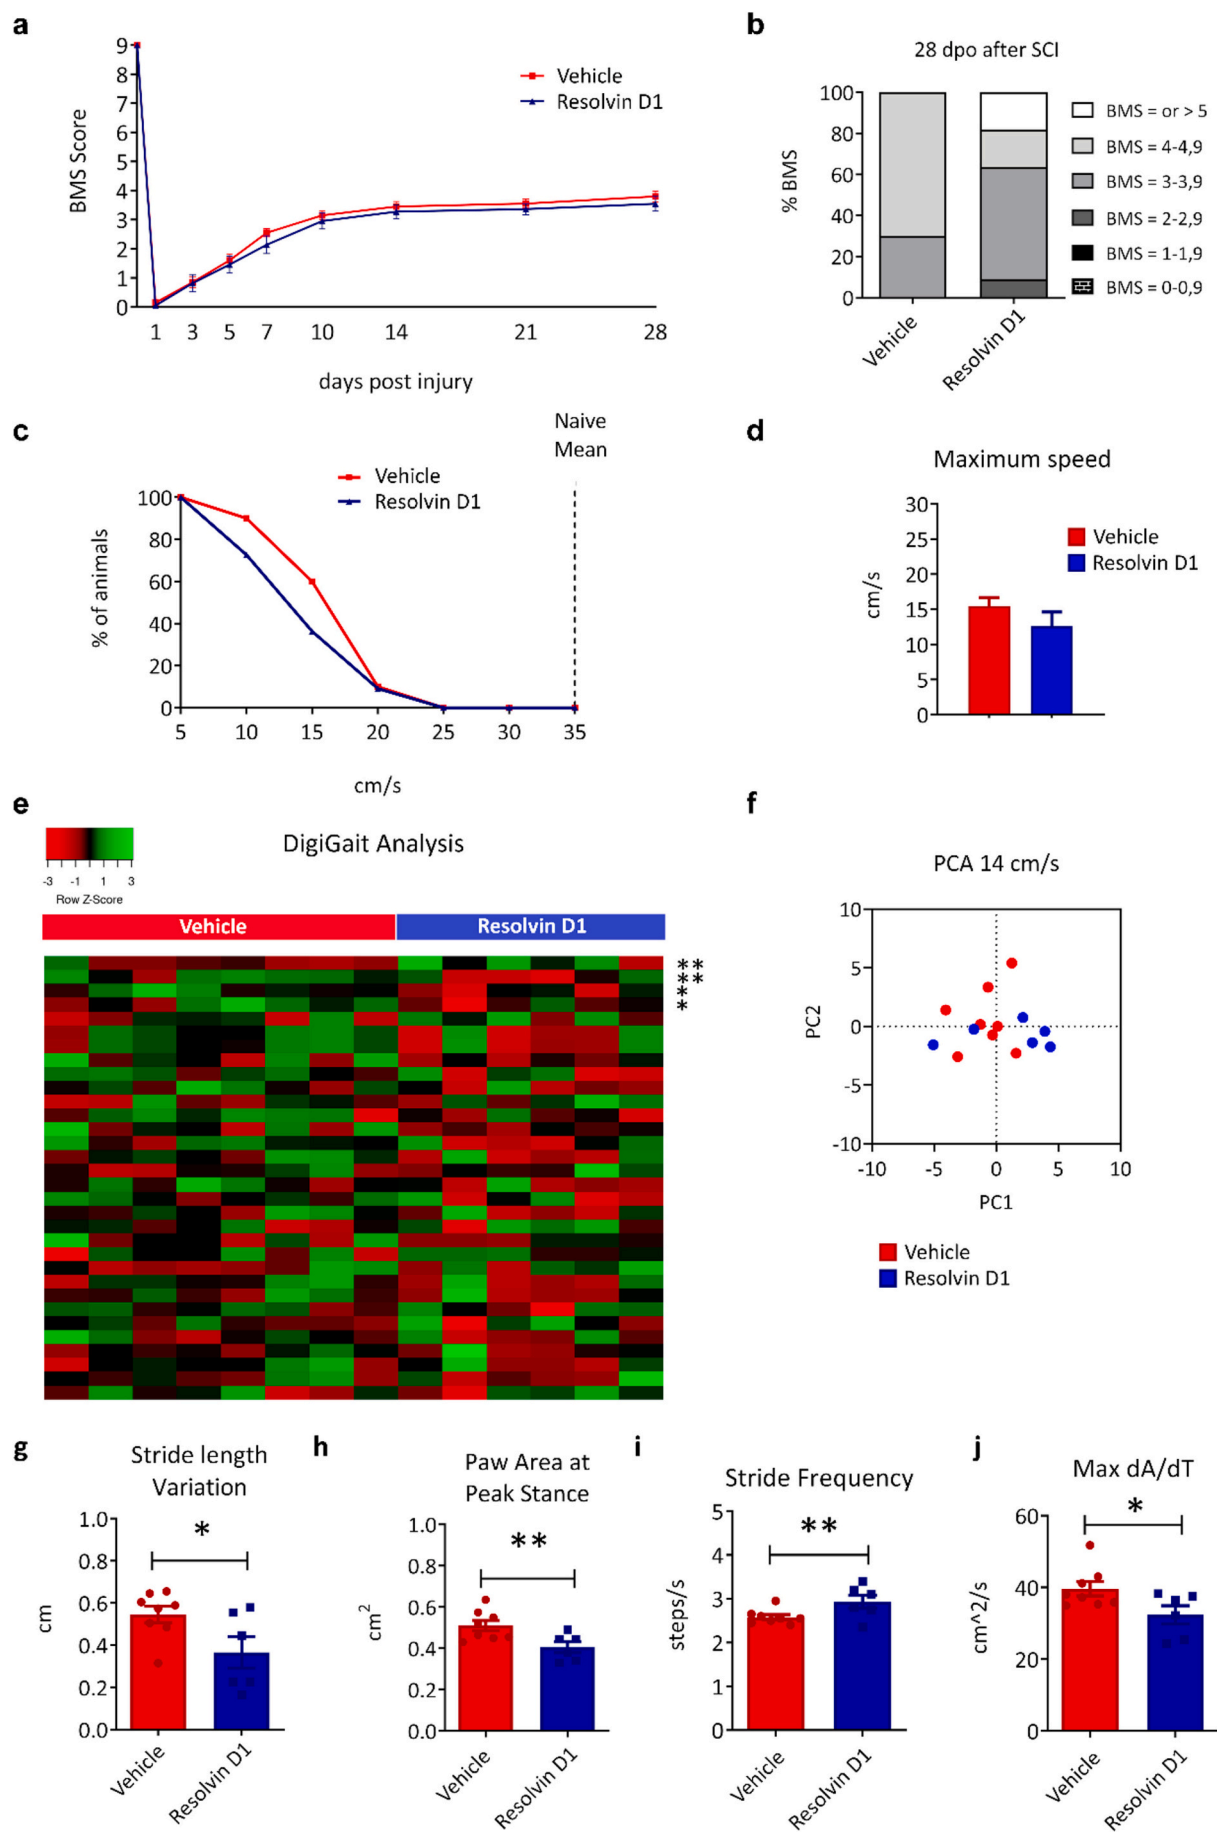 a
9
8
7
6
5
4
3
2
1
0
BMS Score
Vehicle
Resolvin D1
1 3 5 7 10 14 21 28
days post injury
b
28 dpo after SCI
100
80
60
40
20
0
% BMS
Vehicle
Resolvin D1
BMS = or > 5
BMS = 4-4,9
BMS = 3-3,9
BMS = 2-2,9
BMS = 1-1,9
BMS = 0-0,9
c
Naive
Mean
Vehicle
Resolvin D1
100
80
60
40
20
0
% of animals
5 10 15 20 25 30 35
cm/s
d
Maximum speed
30
25
20
15
10
5
0
cm/s
Vehicle
Resolvin D1
e
DigiGait Analysis
-3 -1 1 3
Row Z-Score
Vehicle
Resolvin D1
**
**
*
*
f
PCA 14 cm/s
10
5
0
-5
-10
PC2
-10 -5 0 5 10
PC1
Vehicle
Resolvin D1
g
Stride length
Variation
1.0
0.8
0.6
0.4
0.2
0.0
cm
*
Vehicle
Resolvin D1
h
Paw Area at
Peak Stance
1.0
0.8
0.6
0.4
0.2
0.0
cm2
**
Vehicle
Resolvin D1
i
Stride Frequency
5
4
3
2
1
0
steps/s
**
Vehicle
Resolvin D1
j
Max dA/dT
60
40
20
0
cm^2/s
*
Vehicle
Resolvin D1